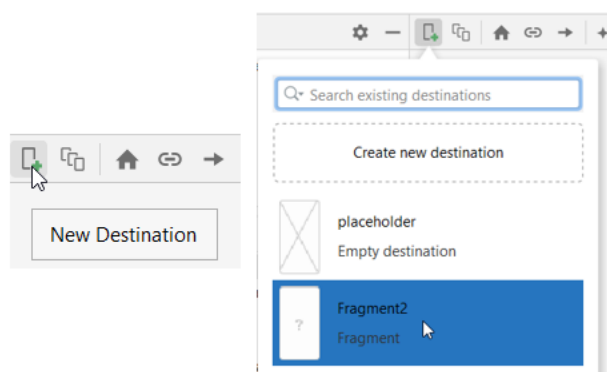 New Destination
Search existing destinations
Create new destination
placeholder
Empty destination
?
Fragment2
Fragment